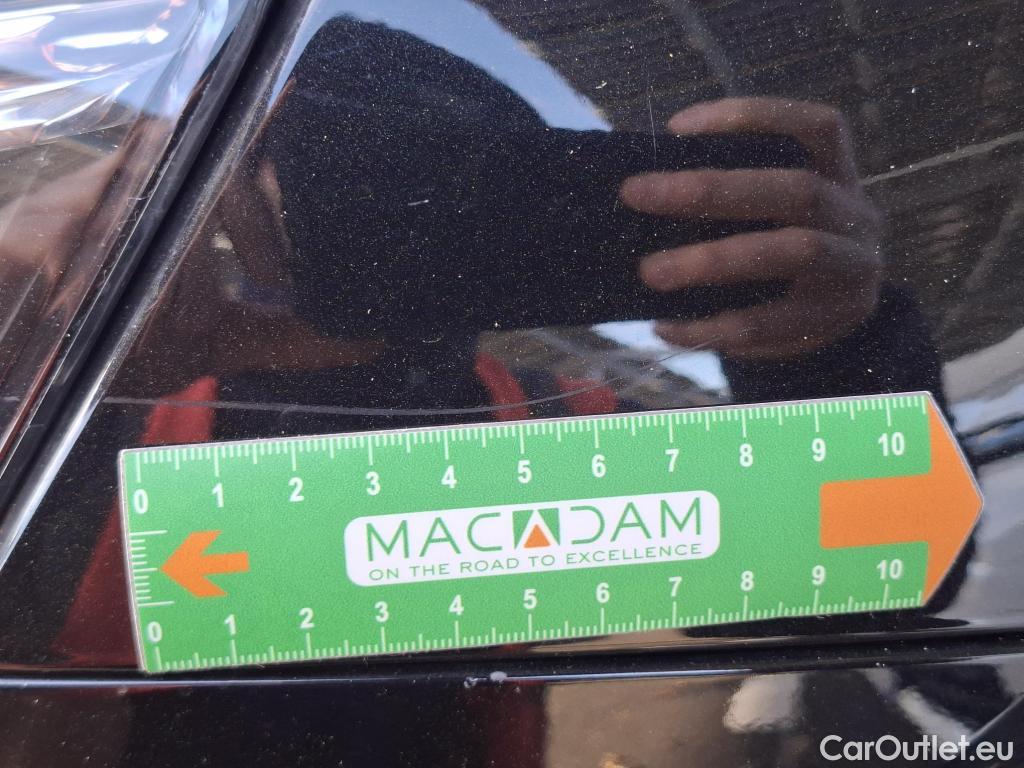 0 1 2 3 4 5 6 7 8 9 10
MACADAM
ON THE ROAD TO EXCELLENCE
0 1 2 3 4 5 6 7 8 9 10
CarOutlet.eu